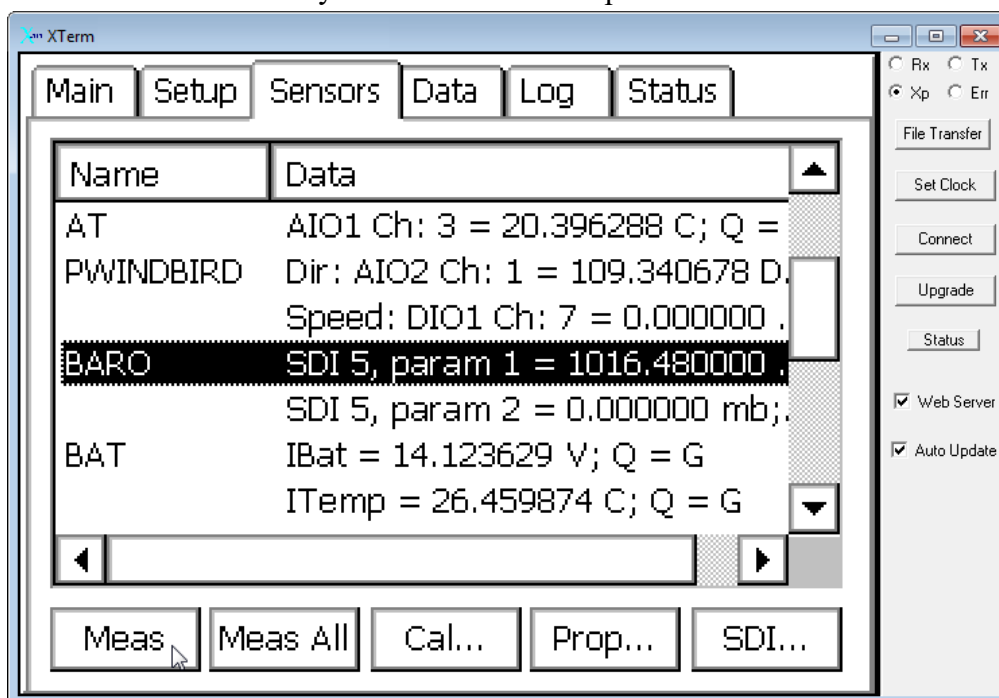 XTerm
Main Setup Sensors Data Log Status
Name Data
AT AIO1 Ch: 3 = 20.396288 C; Q =
PWINDBIRD Dir: AIO2 Ch: 1 = 109.340678 D.
Speed: DIO1 Ch: 7 = 0.000000 .
BARO SDI 5, param 1 = 1016.480000 .
SDI 5, param 2 = 0.000000 mb;.
BAT IBat = 14.123629 V; Q = G
ITemp = 26.459874 C; Q = G
Meas Meas All Cal... Prop... SDI...
Rx Tx
Xp Err
File Transfer
Set Clock
Connect
Upgrade
Status
Web Server
Auto Update